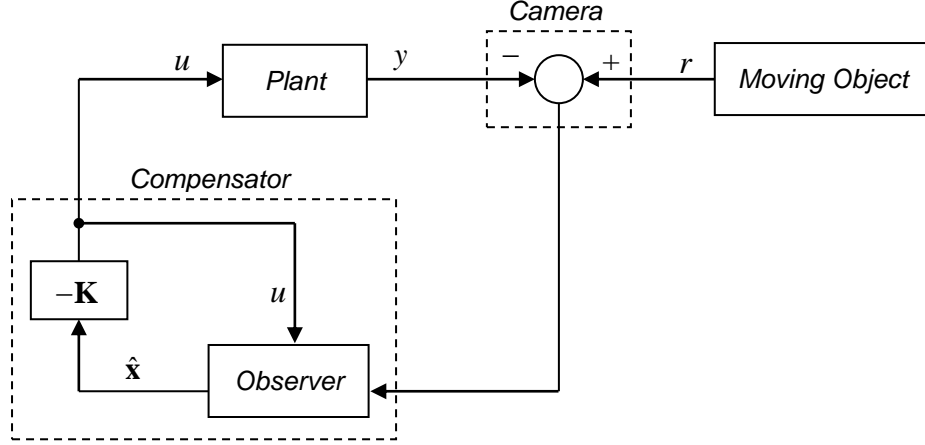 Camera
u
Plant
y
−
+
r
Moving Object
Compensator
−K
u
x̂
Observer